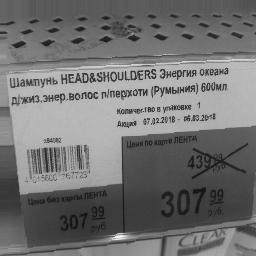 Шампунь HEAD&SHOULDERS Энергия океана
д/жиз.энер.волос п/перхоти (Румыния) 600мл
Количество в упаковке 1
Акция 07.02.2018 - 06.03.2018
Цена по карте ЛЕНТА
439
307 99
руб.
Цена без карты ЛЕНТА
307 99
руб.
CLEAR